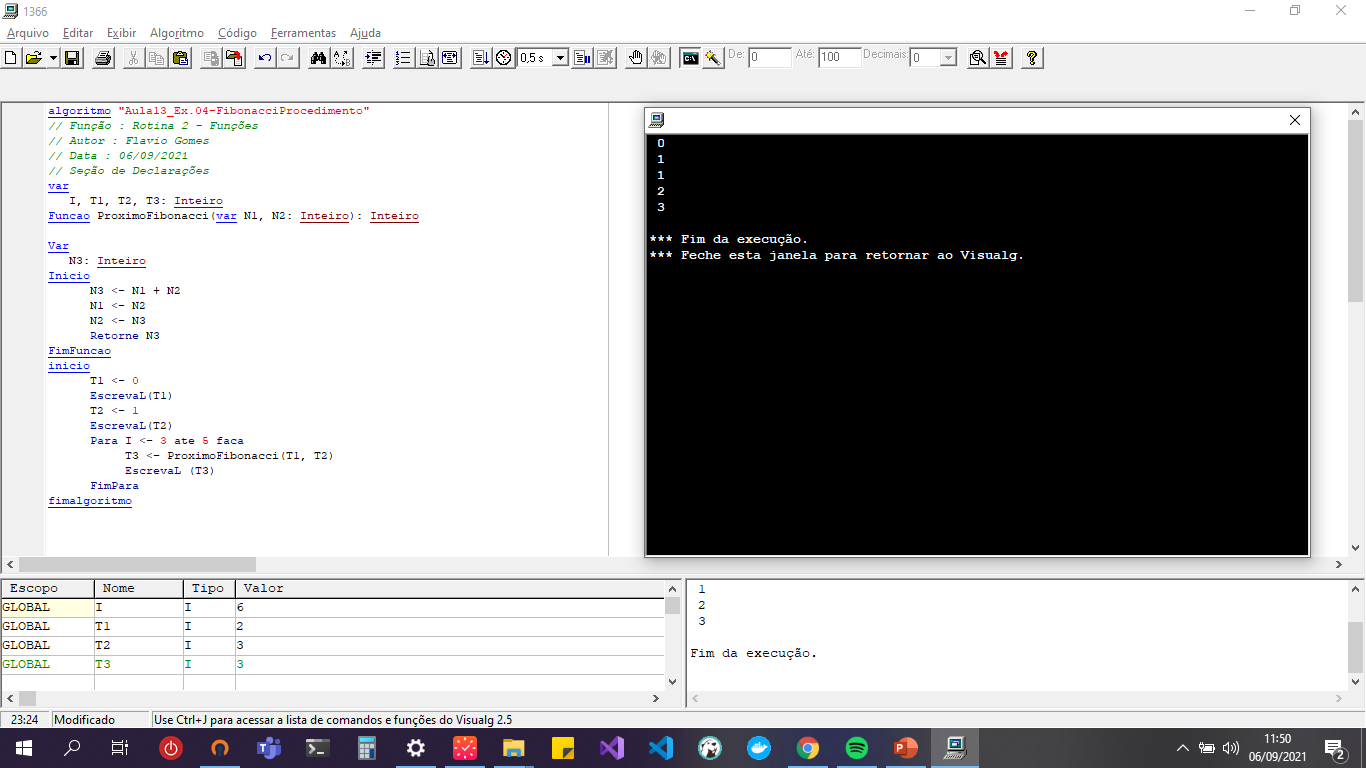 1366
Arquivo Editar Exibir Algoritmo Código Ferramentas Ajuda
0,5 s De: 0 Até: 100 Decimais: 0
algoritmo "Aula13_Ex.04-FibonacciProcedimento"
// Função : Rotina 2 - Funções
// Autor : Flavio Gomes
// Data : 06/09/2021
// Seção de Declarações
var
I, T1, T2, T3: Inteiro
Funcao ProximoFibonacci(var N1, N2: Inteiro): Inteiro
Var
N3: Inteiro
Inicio
N3 <- N1 + N2
N1 <- N2
N2 <- N3
Retorne N3
FimFuncao
inicio
T1 <- 0
EscrevaL(T1)
T2 <- 1
EscrevaL(T2)
Para I <- 3 ate 5 faca
T3 <- ProximoFibonacci(T1, T2)
EscrevaL (T3)
FimPara
fimalgoritmo
0
1
1
2
3
*** Fim da execução.
*** Feche esta janela para retornar ao Visualg.
Escopo Nome Tipo Valor
GLOBAL I I 6
GLOBAL T1 I 2
GLOBAL T2 I 3
GLOBAL T3 I 3
1
2
3
Fim da execução.
23:24 Modificado Use Ctrl+J para acessar a lista de comandos e funções do Visualg 2.5
11:50
06/09/2021
2